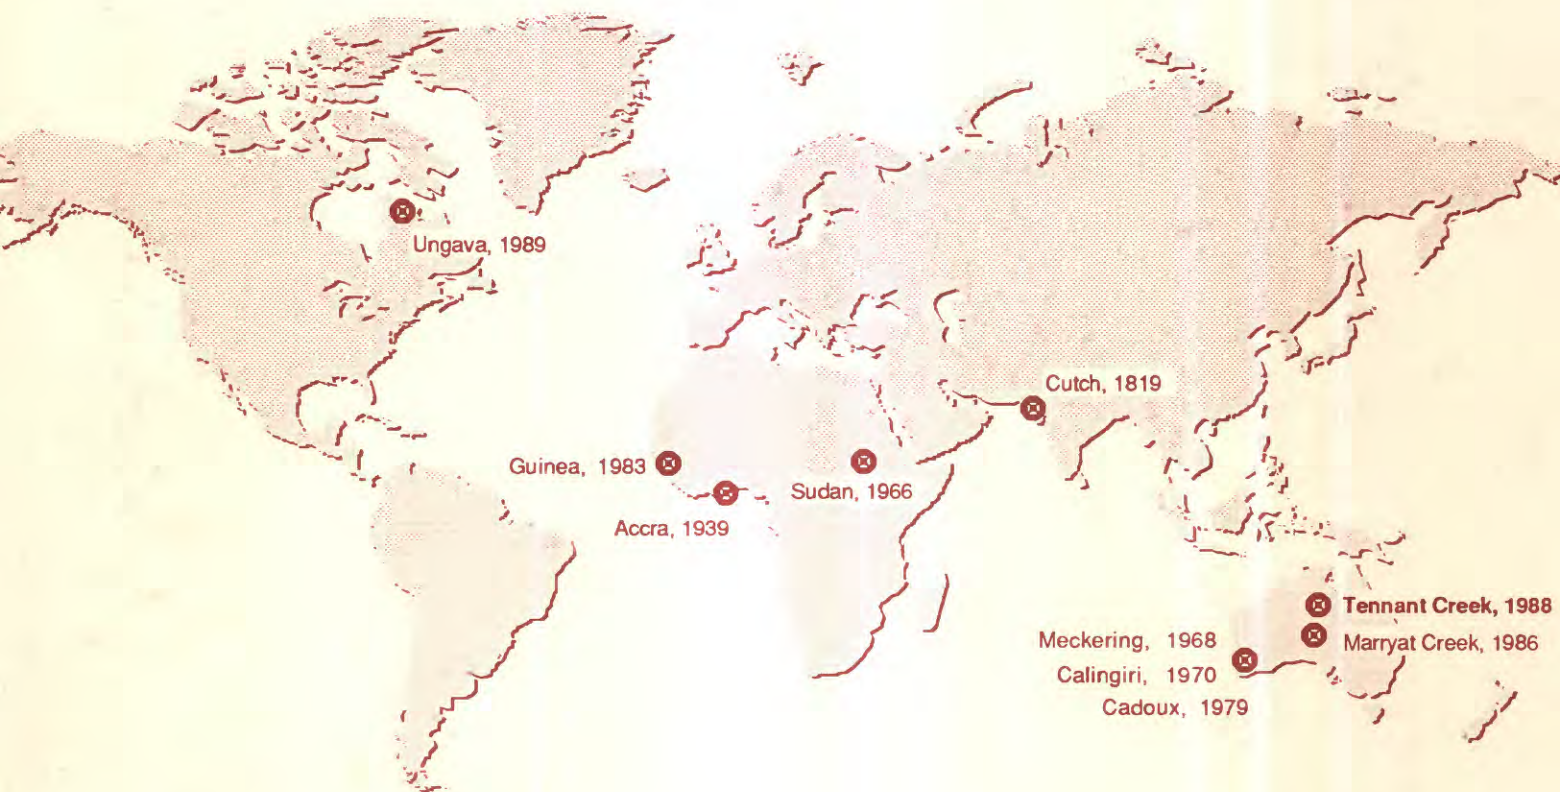 Ungava, 1989
Cutch, 1819
Guinea, 1983
Sudan, 1966
Accra, 1939
Tennant Creek, 1988
Meckering, 1968
Marryat Creek, 1986
Calingiri, 1970
Cadoux, 1979